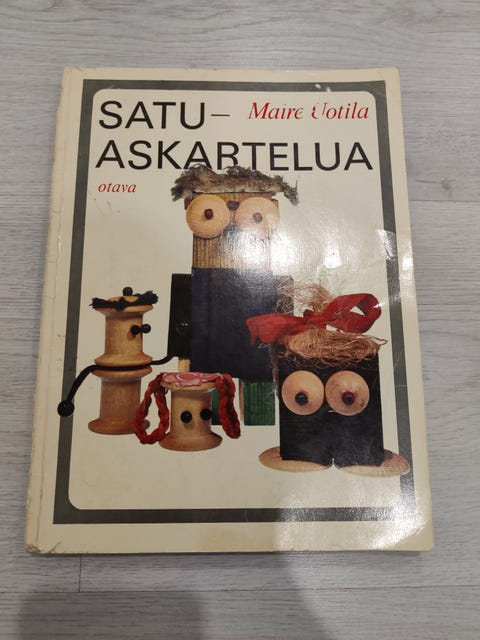 SATU–
Maire Uotila
ASKARTELUA
otava